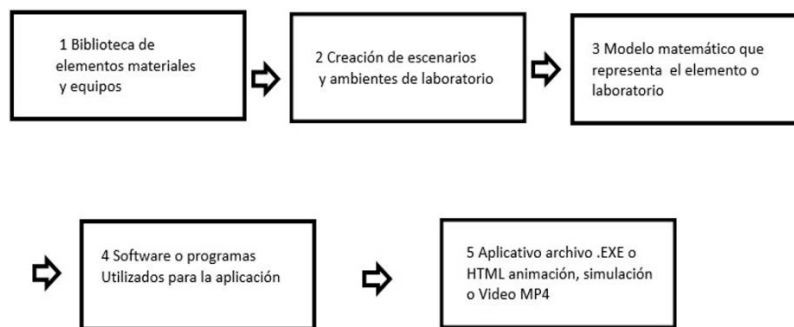 1 Biblioteca de
elementos materiales
y equipos
2 Creación de escenarios
y ambientes de laboratorio
3 Modelo matemático que
representa el elemento o
laboratorio
4 Software o programas
Utilizados para la aplicación
5 Aplicativo archivo .EXE o
HTML animación, simulación
o Video MP4